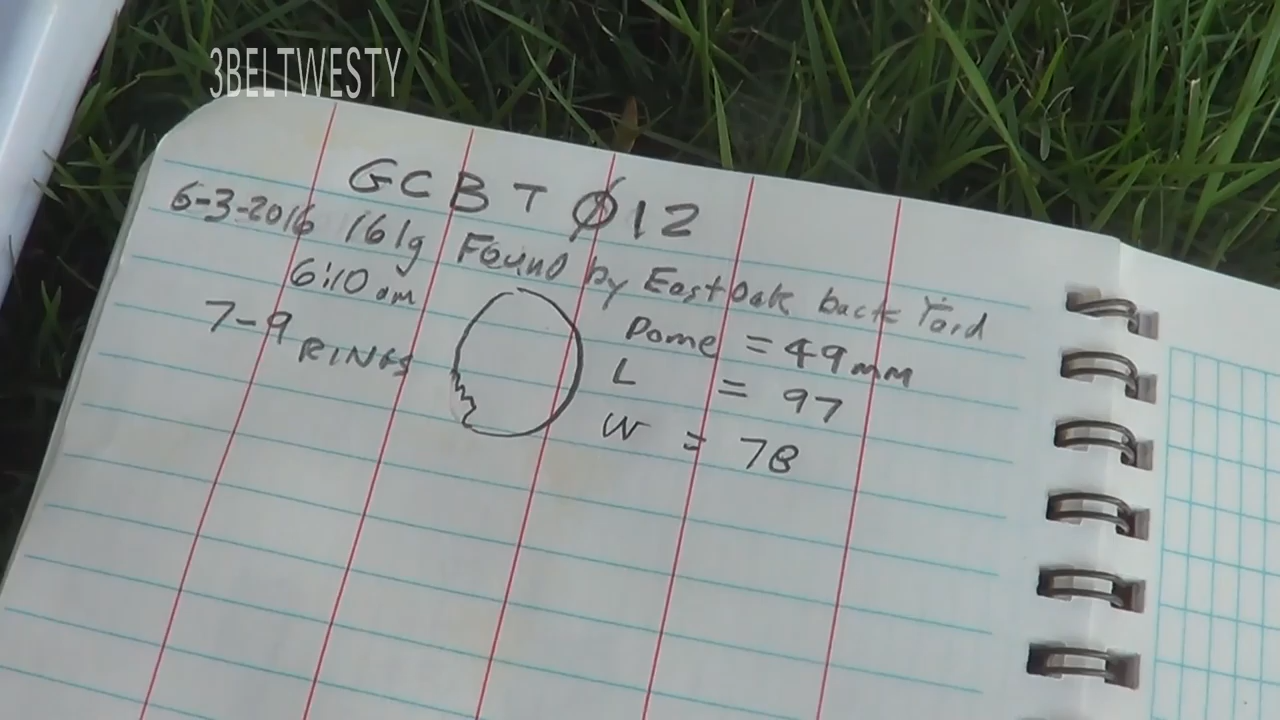 3BELTWESTY
GCBT Ø12
6-3-2016 161g Found by East Oak back Yard
6:10 am
7-9 RINGS
Dome = 49mm
L = 97
W = 78